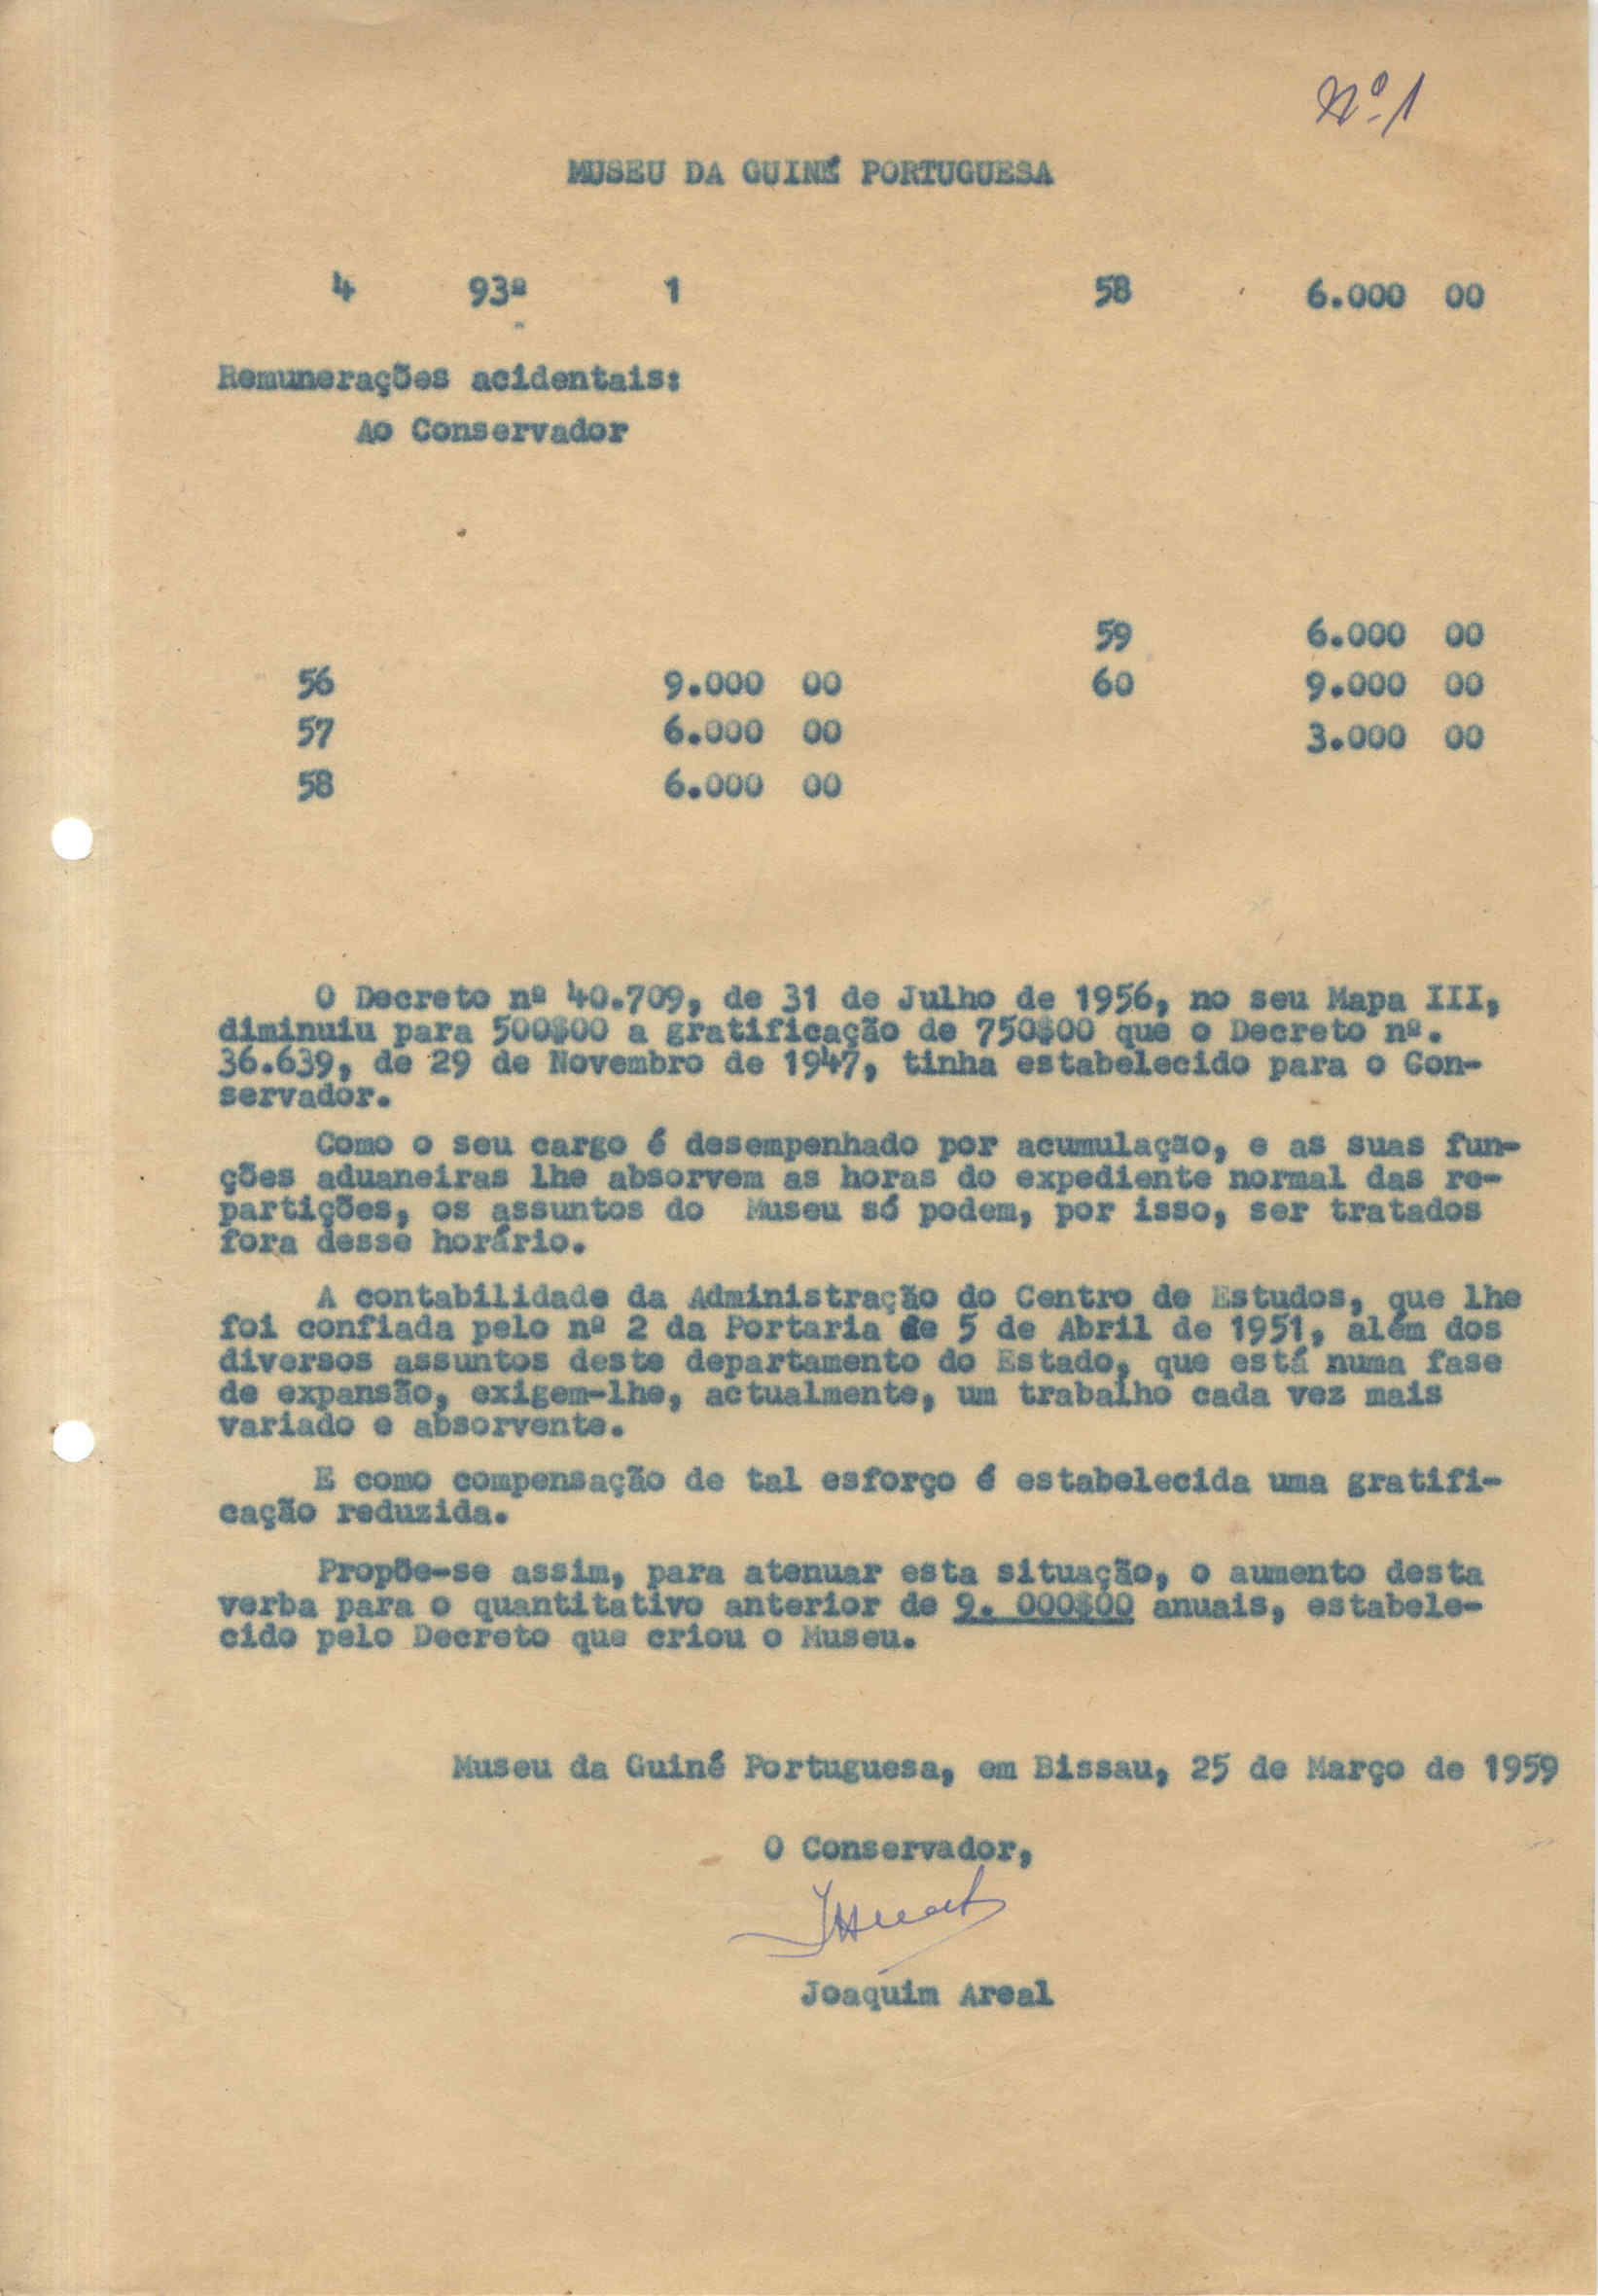 Nº 1
MUSEU DA GUINÉ PORTUGUESA
4 93º 1 58 6.000 00
Remunerações acidentais:
Ao Conservador
59 6.000 00
56 9.000 00 60 9.000 00
57 6.000 00 3.000 00
58 6.000 00
O Decreto nº 40.709, de 31 de Julho de 1956, no seu Mapa III,
diminuiu para 500$00 a gratificação de 750$00 que o Decreto nº.
36.639, de 29 de Novembro de 1947, tinha estabelecido para o Con-
servador.
Como o seu cargo é desempenhado por acumulação, e as suas fun-
ções aduaneiras lhe absorvem as horas do expediente normal das re-
partições, os assuntos do Museu só podem, por isso, ser tratados
fora desse horário.
A contabilidade da Administração do Centro de Estudos, que lhe
foi confiada pelo nº 2 da Portaria de 5 de Abril de 1951, além dos
diversos assuntos deste departamento do Estado, que está numa fase
de expansão, exigem-lhe, actualmente, um trabalho cada vez mais
variado e absorvente.
E como compensação de tal esforço é estabelecida uma gratifi-
cação reduzida.
Propõe-se assim, para atenuar esta situação, o aumento desta
verba para o quantitativo anterior de 9. 000$00 anuais, estabele-
cido pelo Decreto que criou o Museu.
Museu da Guiné Portuguesa, em Bissau, 25 de Março de 1959
O Conservador,
Joaquim Areal